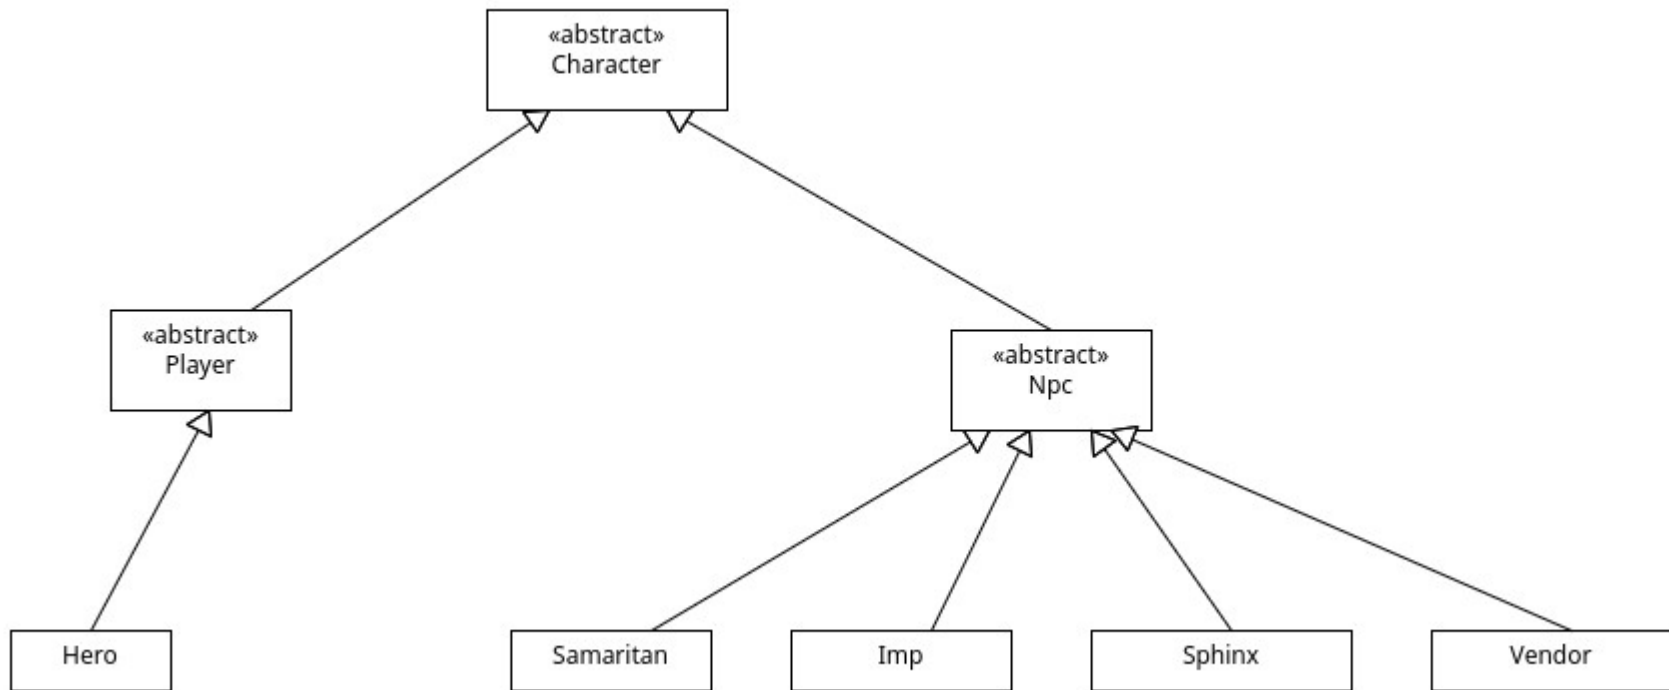 «abstract»
Character
«abstract»
Player
«abstract»
Npc
Hero
Samaritan
Imp
Sphinx
Vendor